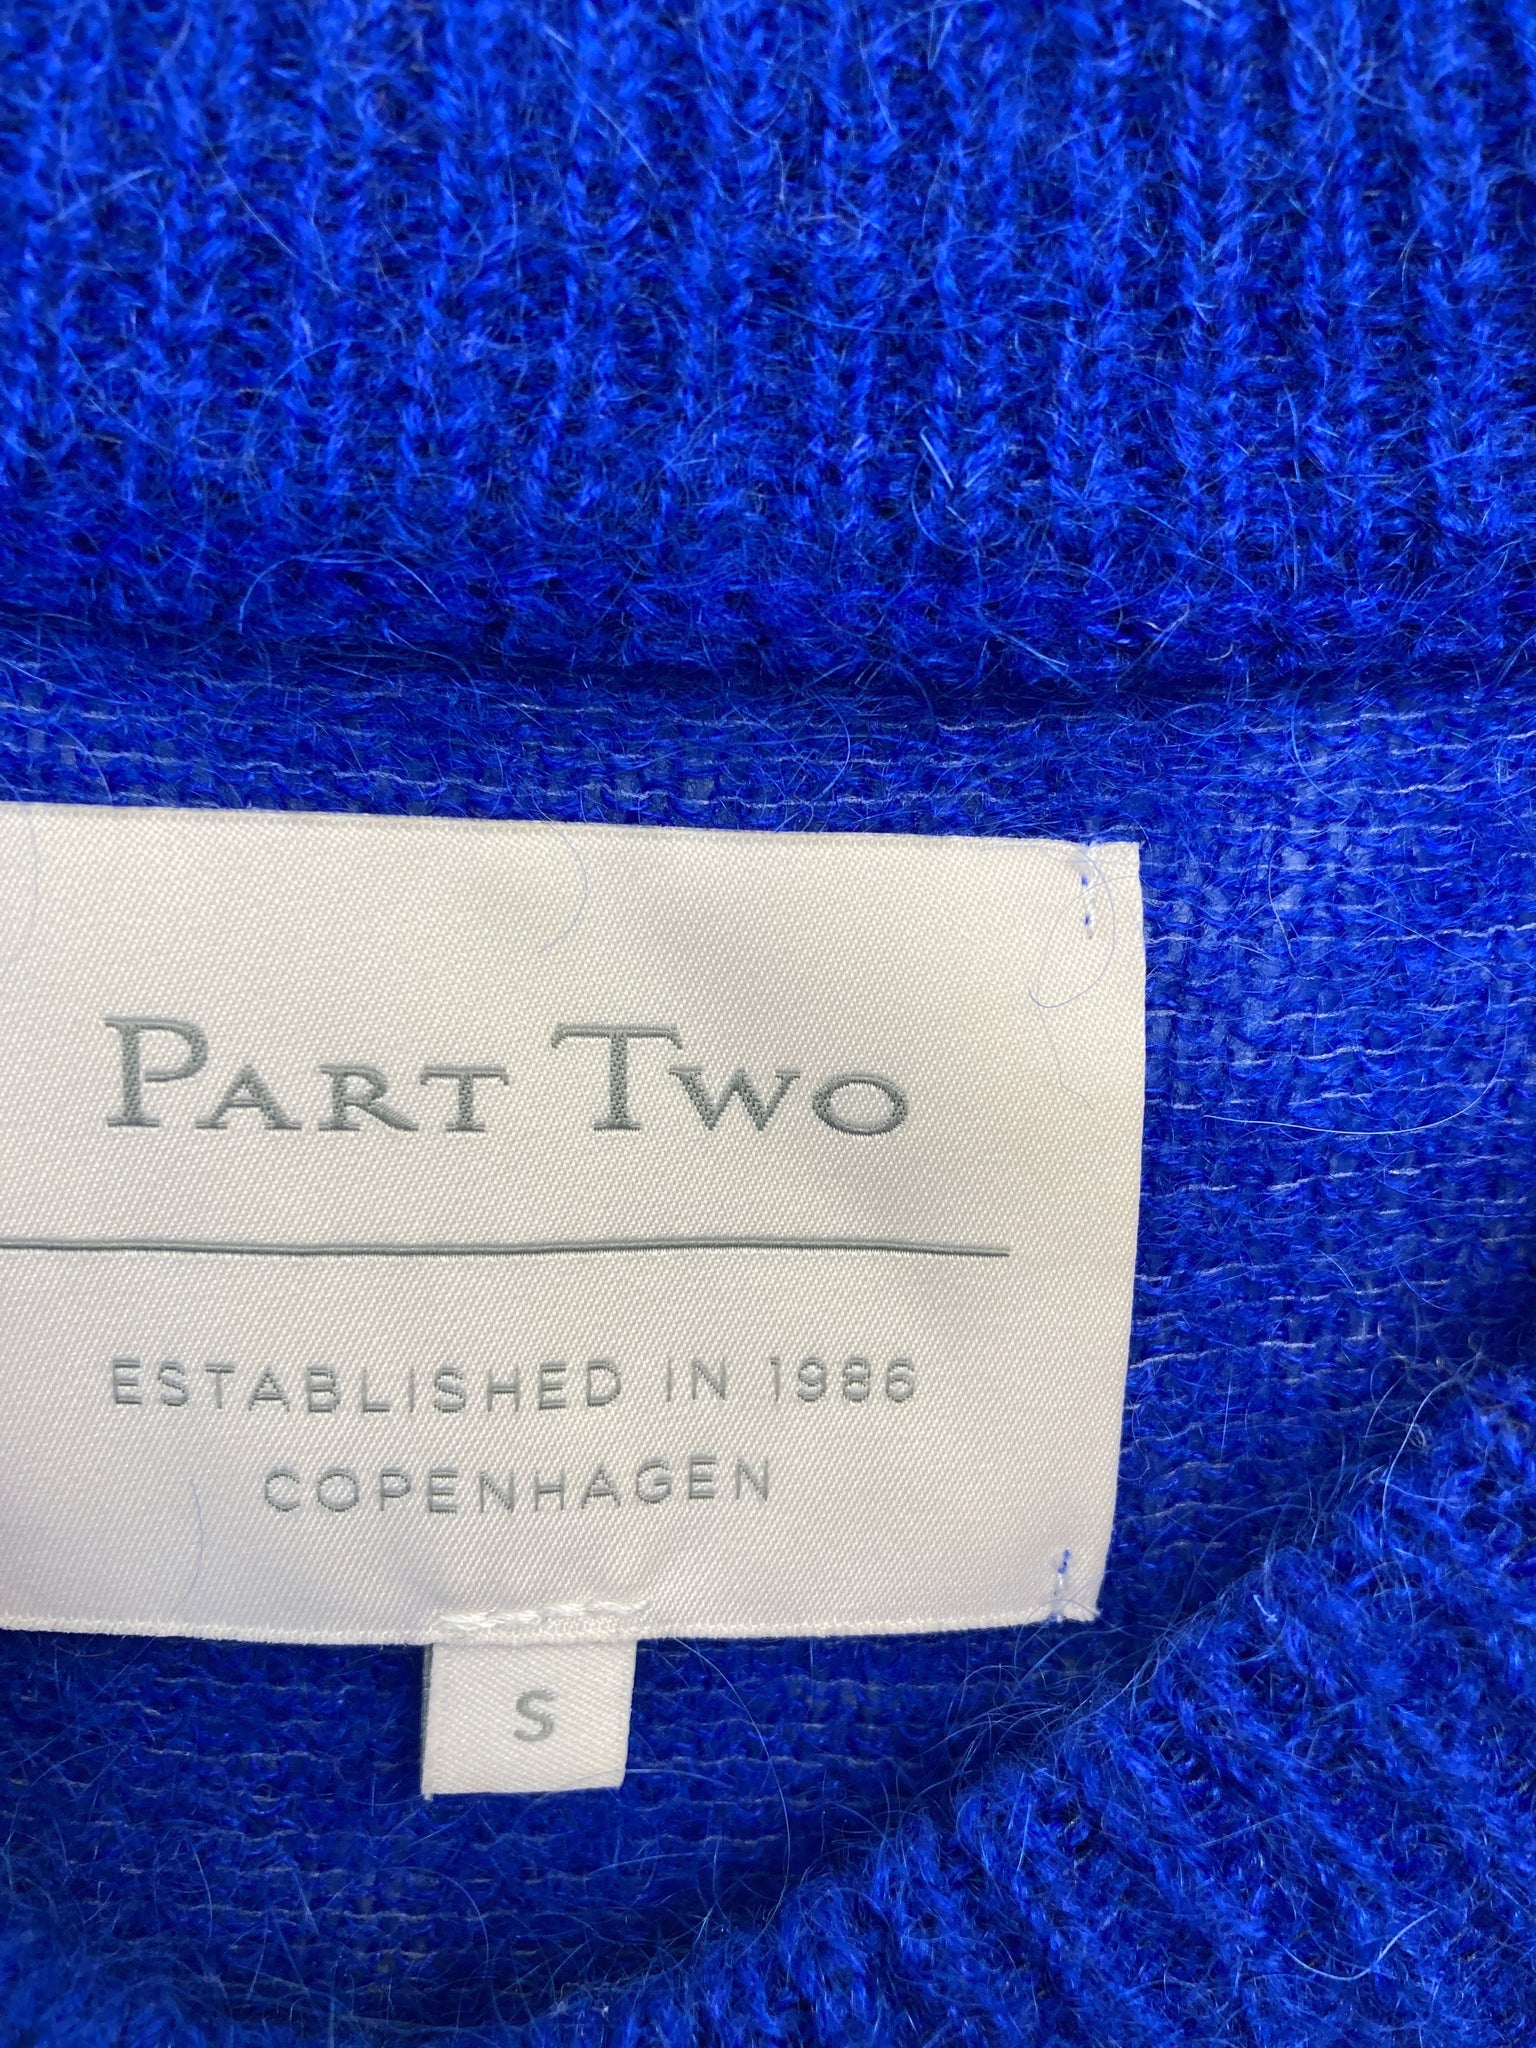 PART TWO
ESTABLISHED IN 1986
COPENHAGEN
S